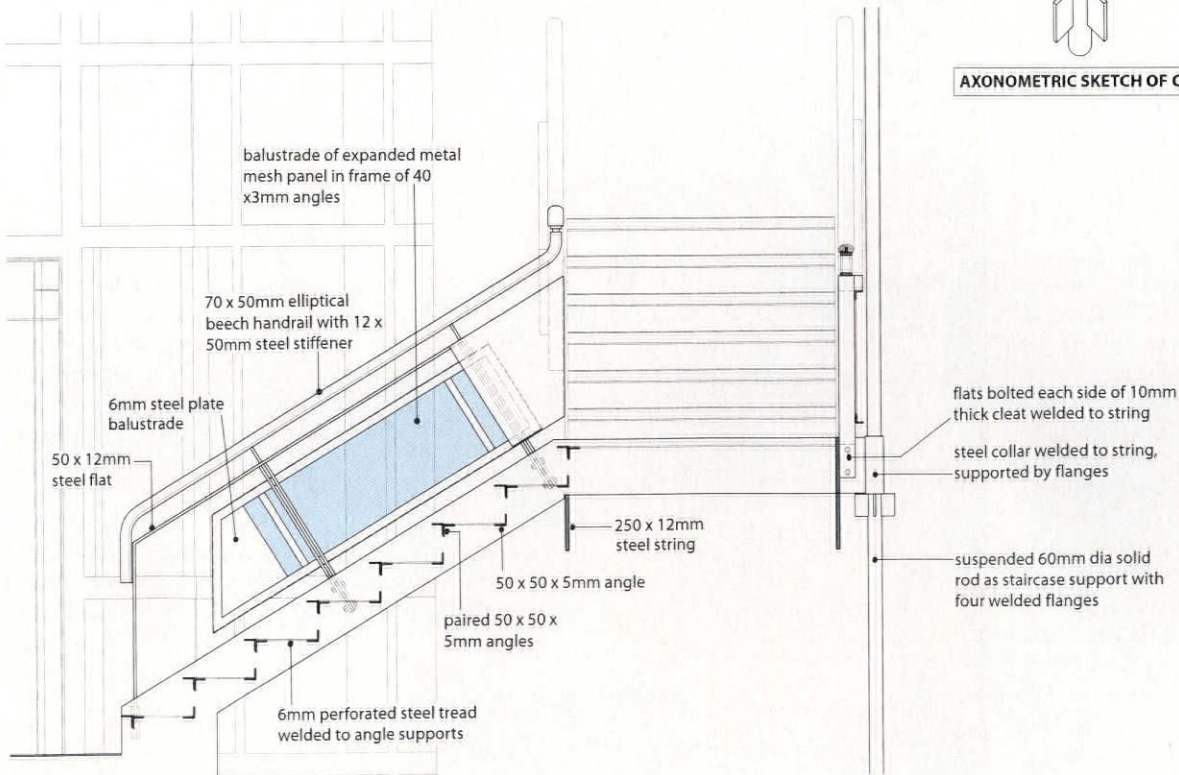 AXONOMETRIC SKETCH OF
balustrade of expanded metal
mesh panel in frame of 40
x3mm angles
70 x 50mm elliptical
beech handrail with 12 x
50mm steel stiffener
6mm steel plate
balustrade
50 x 12mm
steel flat
flats bolted each side of 10mm
thick cleat welded to string
steel collar welded to string,
supported by flanges
250 x 12mm
steel string
suspended 60mm dia solid
rod as staircase support with
four welded flanges
50 x 50 x 5mm angle
paired 50 x 50 x
5mm angles
6mm perforated steel tread
welded to angle supports